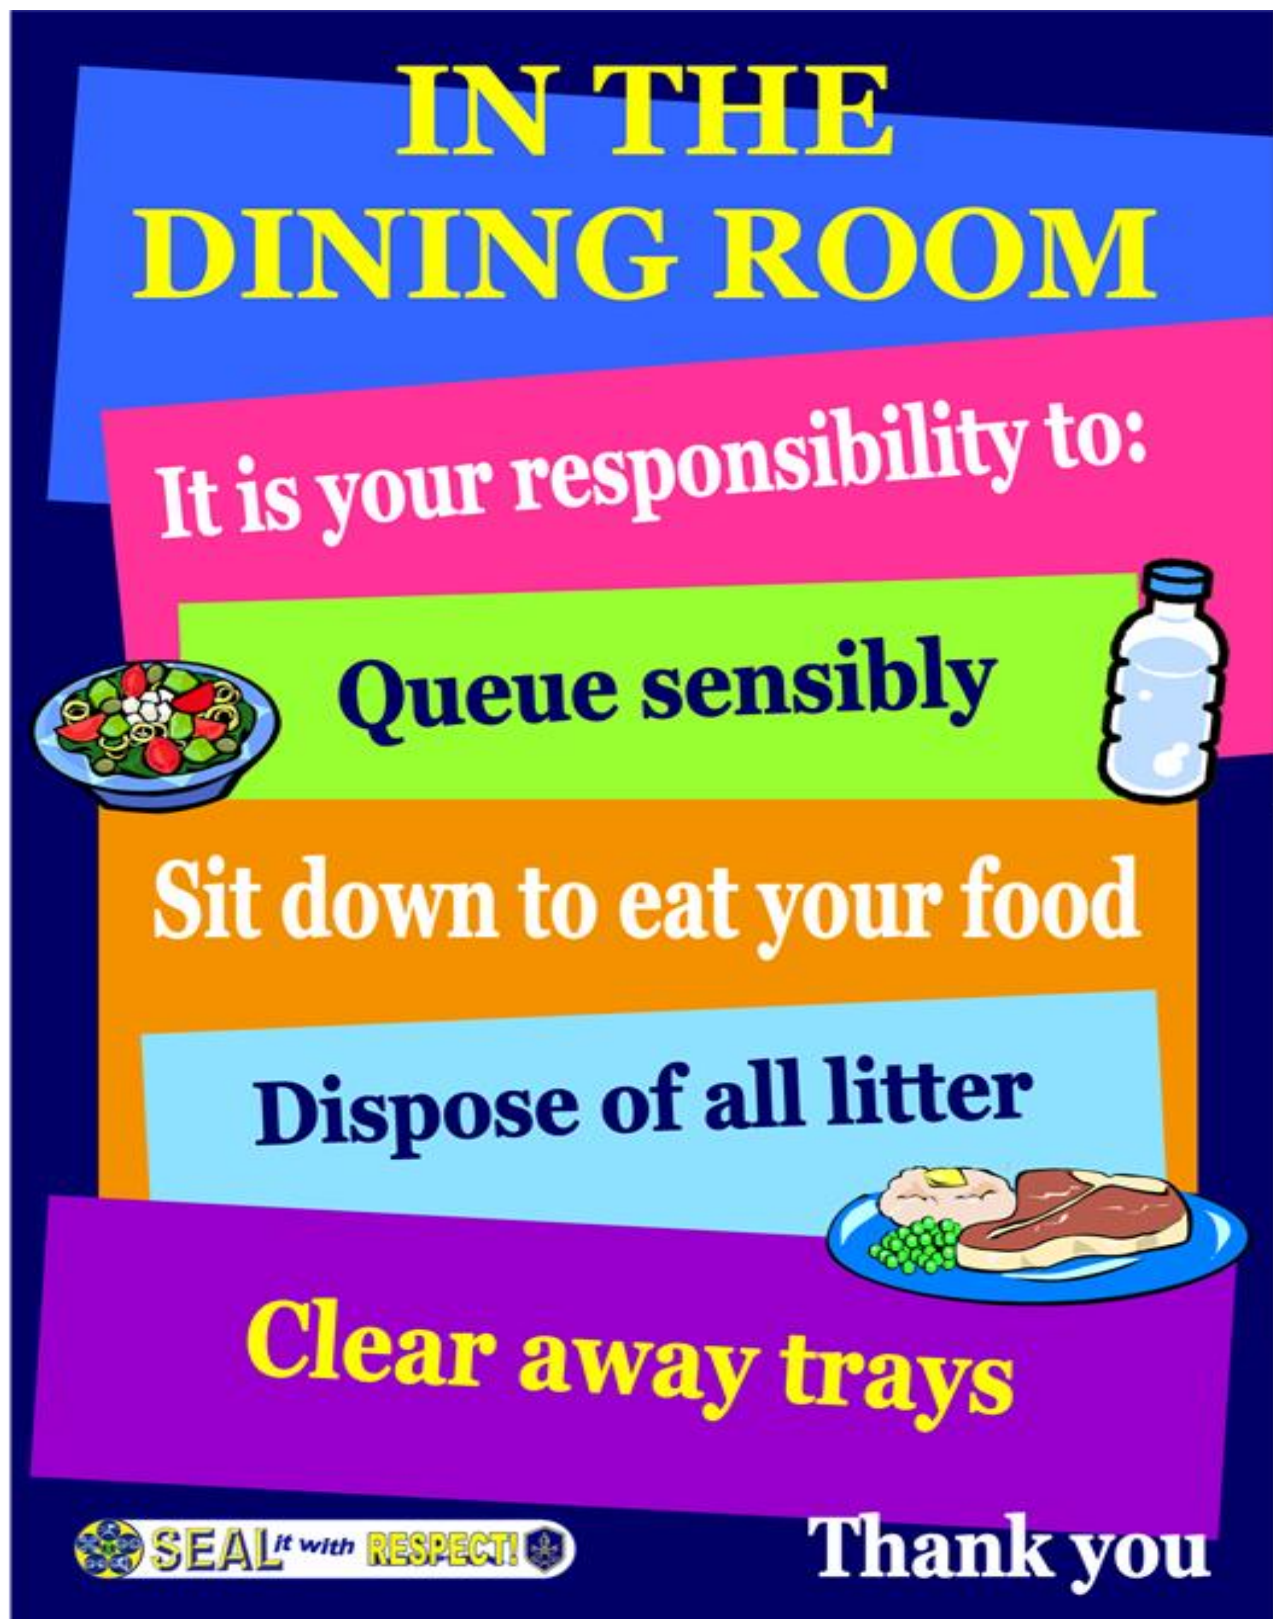 IN THE
DINING ROOM
It is your responsibility to:
Queue sensibly
Sit down to eat your food
Dispose of all litter
Clear away trays
SEAL it with RESPECT!
Thank you